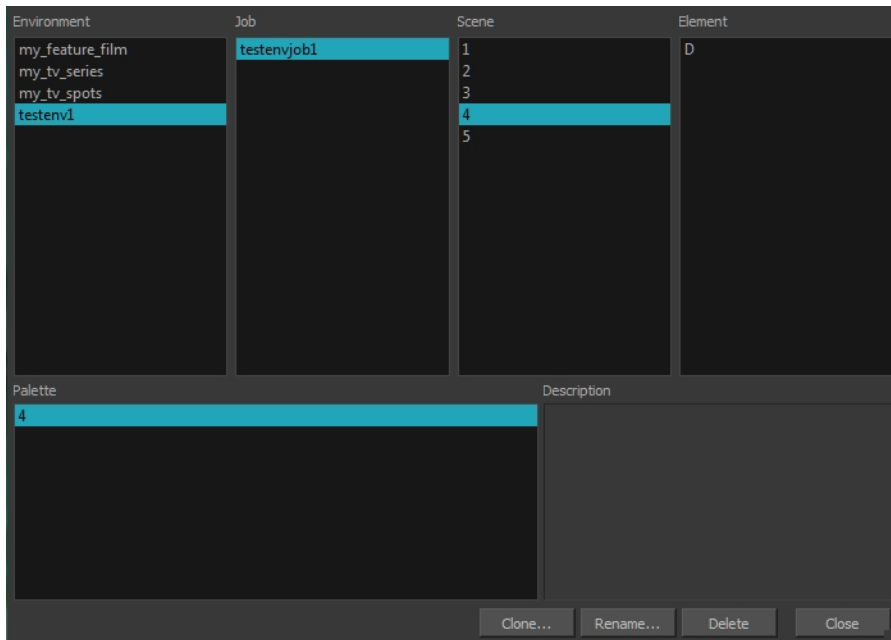 Environment
Job
Scene
Element
my_feature_film
my_tv_series
my_tv_spots
testenv1
testenvjob1
1
2
3
4
5
D
Palette
Description
4
Clone...
Rename...
Delete
Close